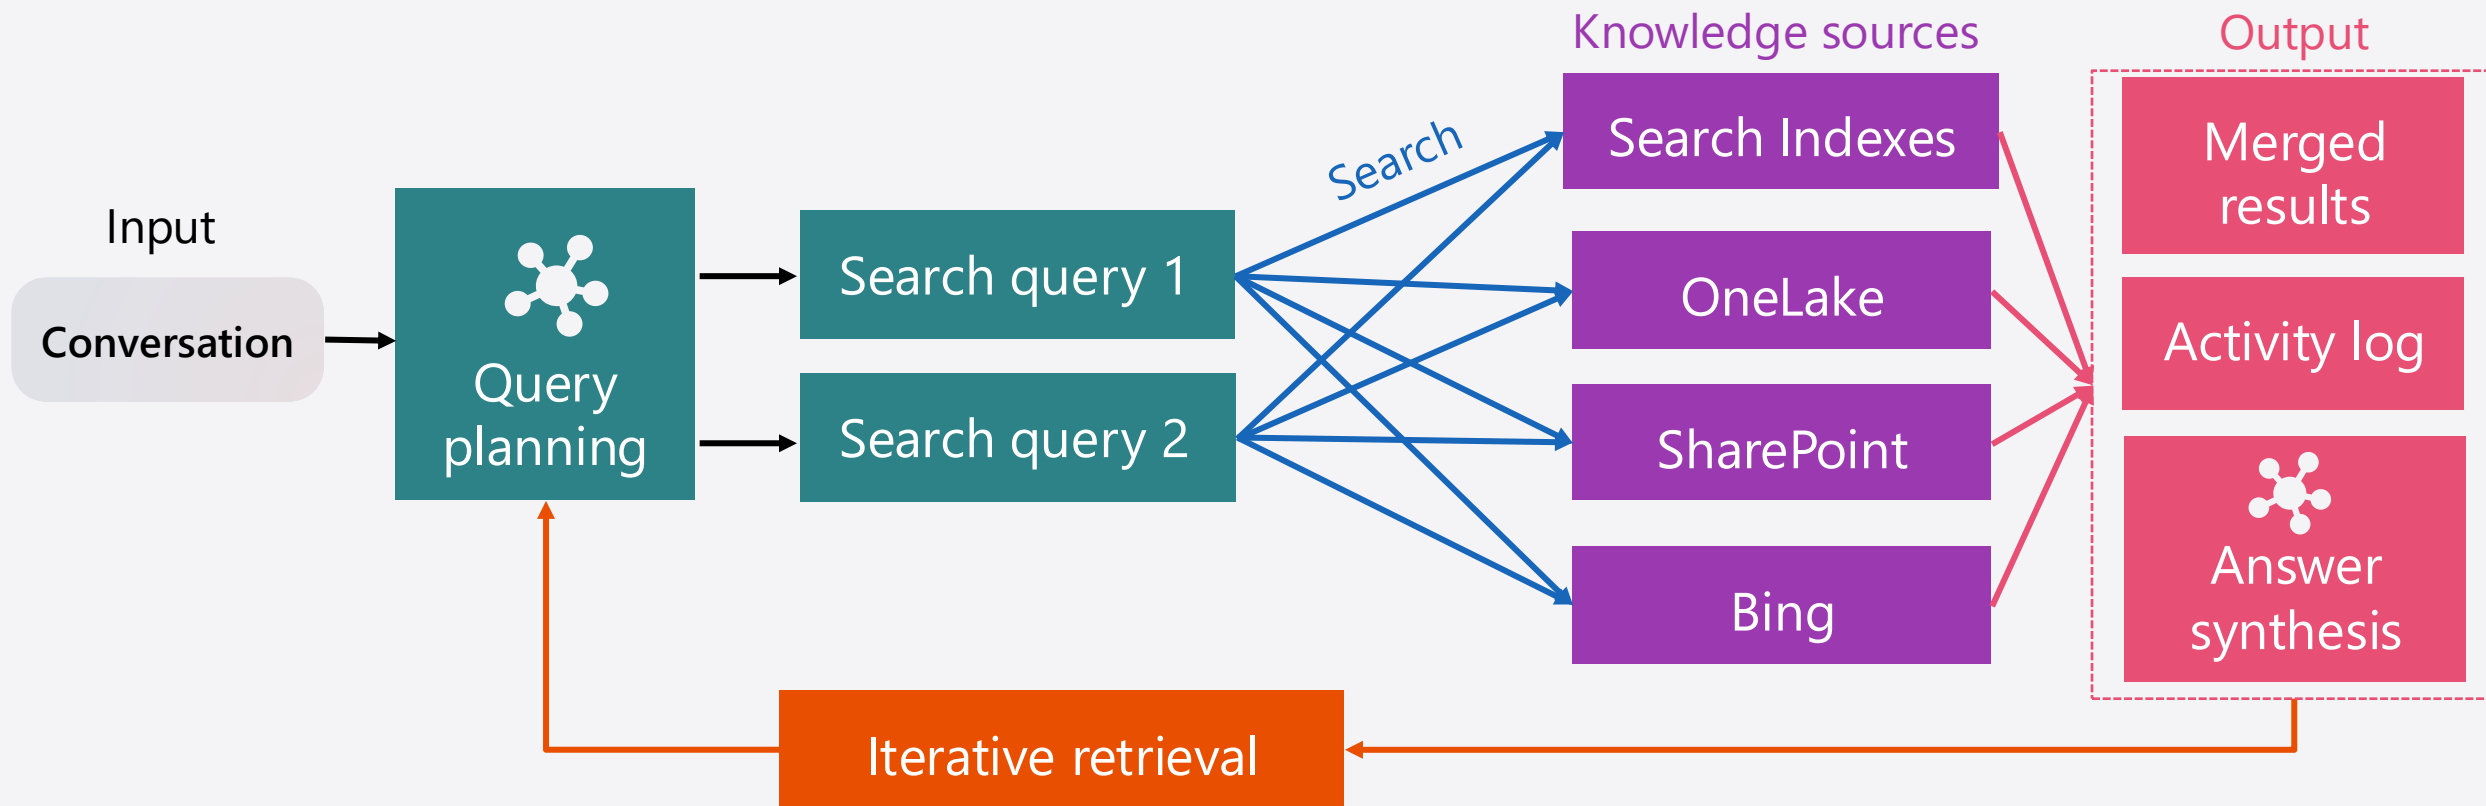 Input
Conversation
Query
planning
Search query 1
Search query 2
Search
Knowledge sources
Search Indexes
OneLake
SharePoint
Bing
Output
Merged
results
Activity log
Answer
synthesis
Iterative retrieval